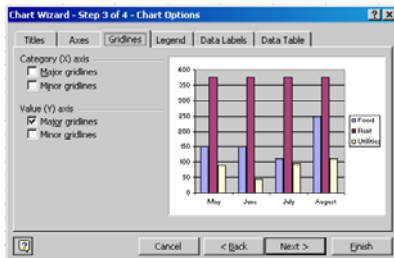 Chart Wizard - Step 3 of 4 - Chart Options
Titles Axes Gridlines Legend Data Labels Data Table
Category (X) axis
Major gridlines
Minor gridlines
Value (Y) axis
Major gridlines
Minor gridlines
400
350
300
250
200
150
100
50
0
May June July August
Food
Rust
Utilities
Cancel < Back Next > Finish